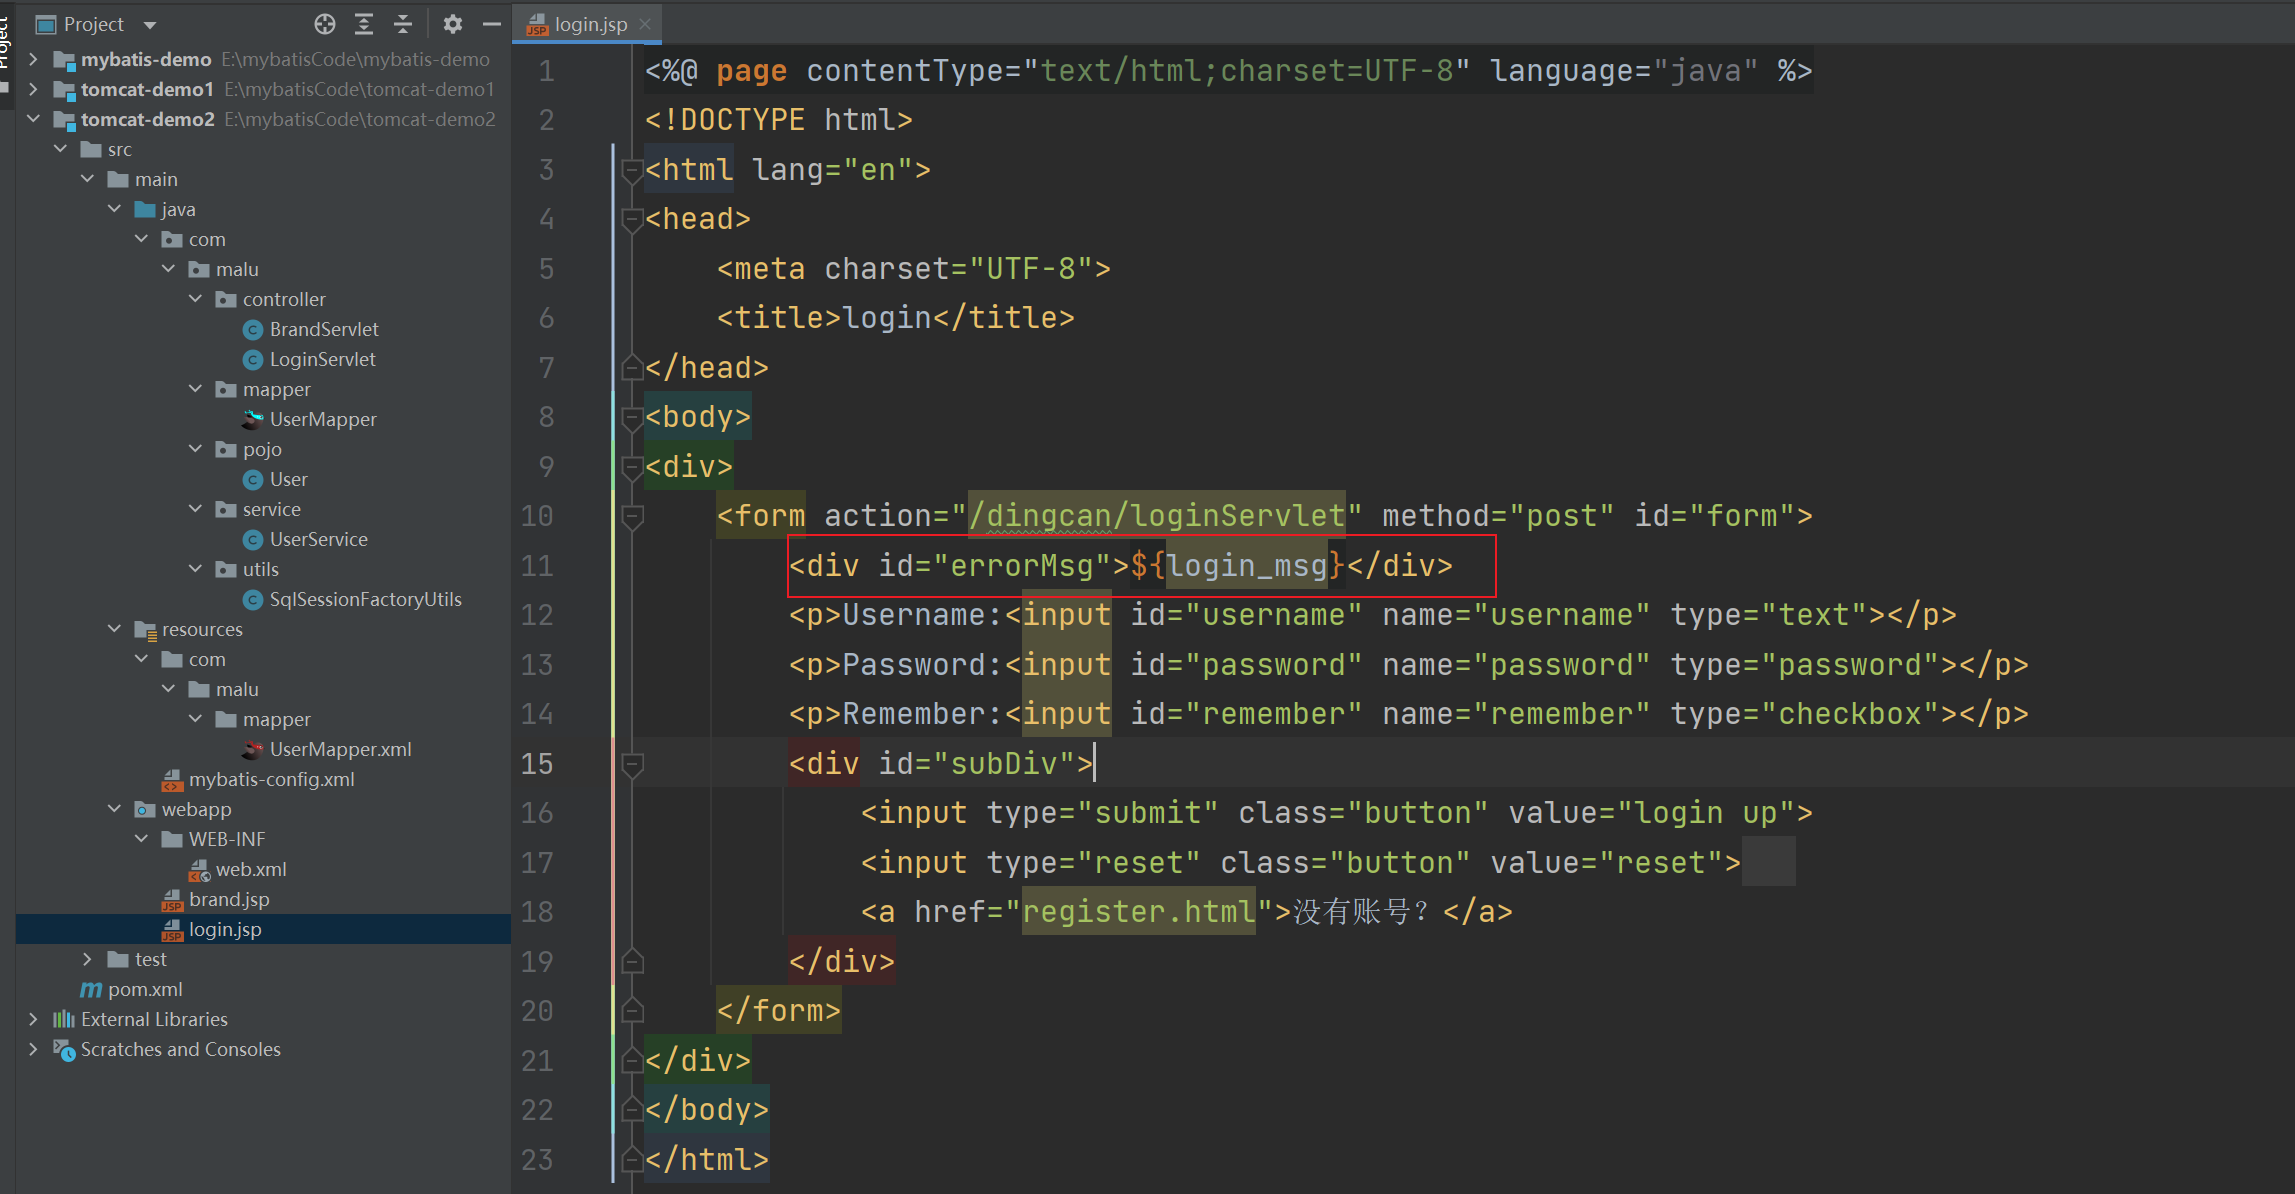 Project
Project
mybatis-demo E:\mybatisCode\mybatis-demo
tomcat-demo1 E:\mybatisCode\tomcat-demo1
tomcat-demo2 E:\mybatisCode\tomcat-demo2
src
main
java
com
malu
controller
BrandServlet
LoginServlet
mapper
UserMapper
pojo
User
service
UserService
utils
SqlSessionFactoryUtils
resources
com
malu
mapper
UserMapper.xml
mybatis-config.xml
webapp
WEB-INF
web.xml
brand.jsp
login.jsp
test
pom.xml
External Libraries
Scratches and Consoles
login.jsp
1 <%@ page contentType="text/html;charset=UTF-8" language="java" %>
2 <!DOCTYPE html>
3 <html lang="en">
4 <head>
5 <meta charset="UTF-8">
6 <title>login</title>
7 </head>
8 <body>
9 <div>
10 <form action="/dingcan/loginServlet" method="post" id="form">
11 <div id="errorMsg">${login_msg}</div>
12 <p>Username:<input id="username" name="username" type="text"></p>
13 <p>Password:<input id="password" name="password" type="password"></p>
14 <p>Remember:<input id="remember" name="remember" type="checkbox"></p>
15 <div id="subDiv">
16 <input type="submit" class="button" value="login up">
17 <input type="reset" class="button" value="reset">
18 <a href="register.html">没有账号？</a>
19 </div>
20 </form>
21 </div>
22 </body>
23 </html>